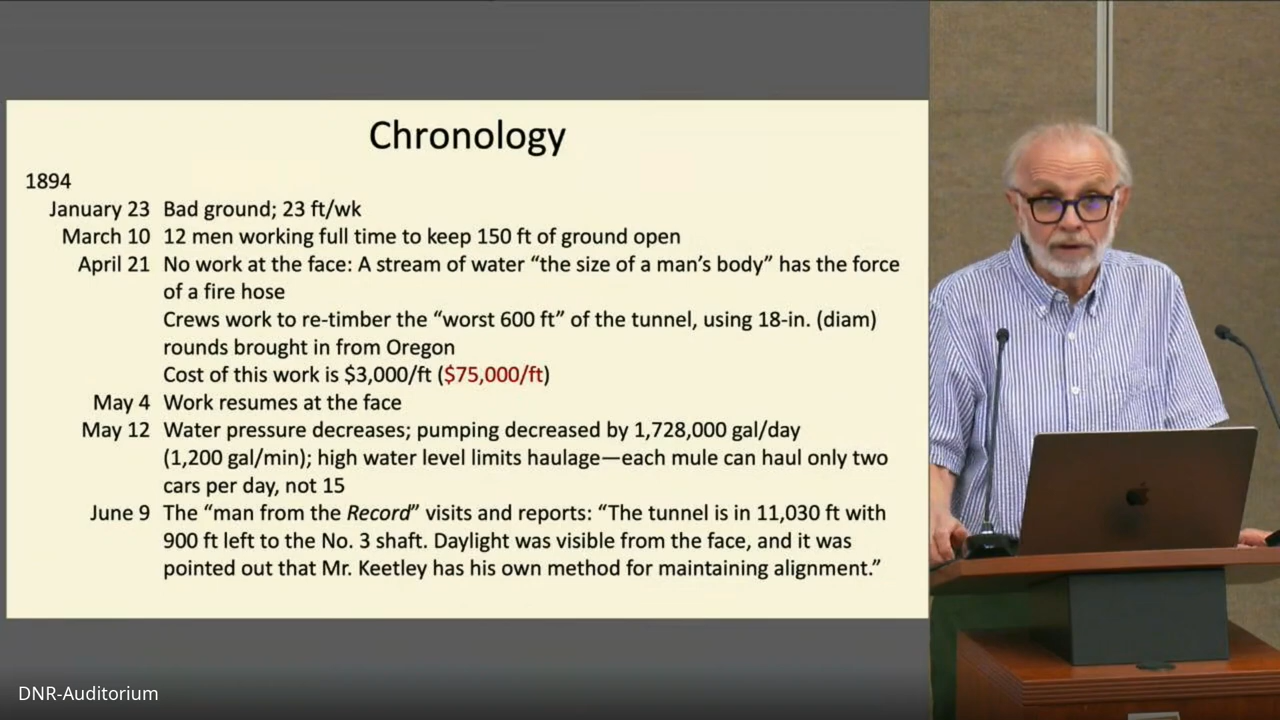 Chronology
1894
January 23 Bad ground; 23 ft/wk
March 10 12 men working full time to keep 150 ft of ground open
April 21 No work at the face: A stream of water “the size of a man’s body” has the force
of a fire hose
Crews work to re-timber the “worst 600 ft” of the tunnel, using 18-in. (diam)
rounds brought in from Oregon
Cost of this work is $3,000/ft ($75,000/ft)
May 4 Work resumes at the face
May 12 Water pressure decreases; pumping decreased by 1,728,000 gal/day
(1,200 gal/min); high water level limits haulage—each mule can haul only two
cars per day, not 15
June 9 The “man from the Record” visits and reports: “The tunnel is in 11,030 ft with
900 ft left to the No. 3 shaft. Daylight was visible from the face, and it was
pointed out that Mr. Keetley has his own method for maintaining alignment.”
DNR-Auditorium